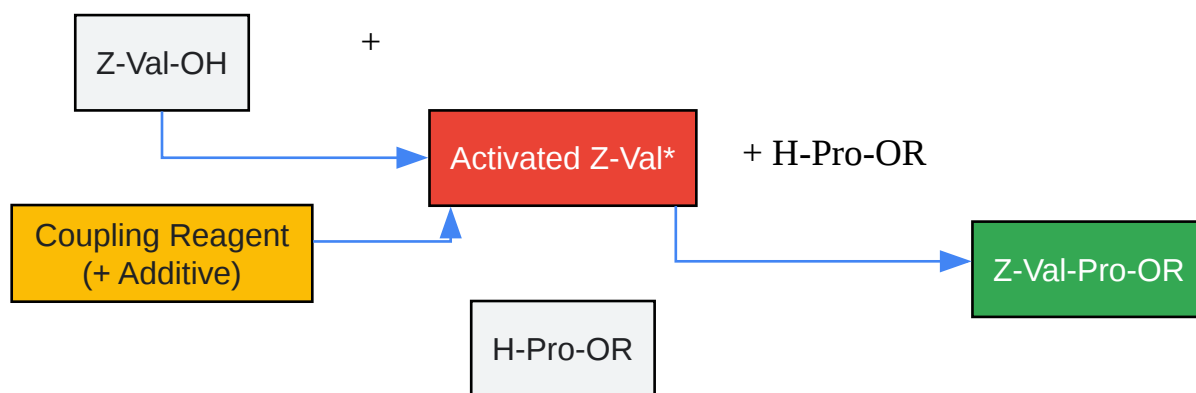 Z-Val-OH
+
Activated Z-Val*
+ H-Pro-OR
Coupling Reagent
(+ Additive)
Z-Val-Pro-OR
H-Pro-OR